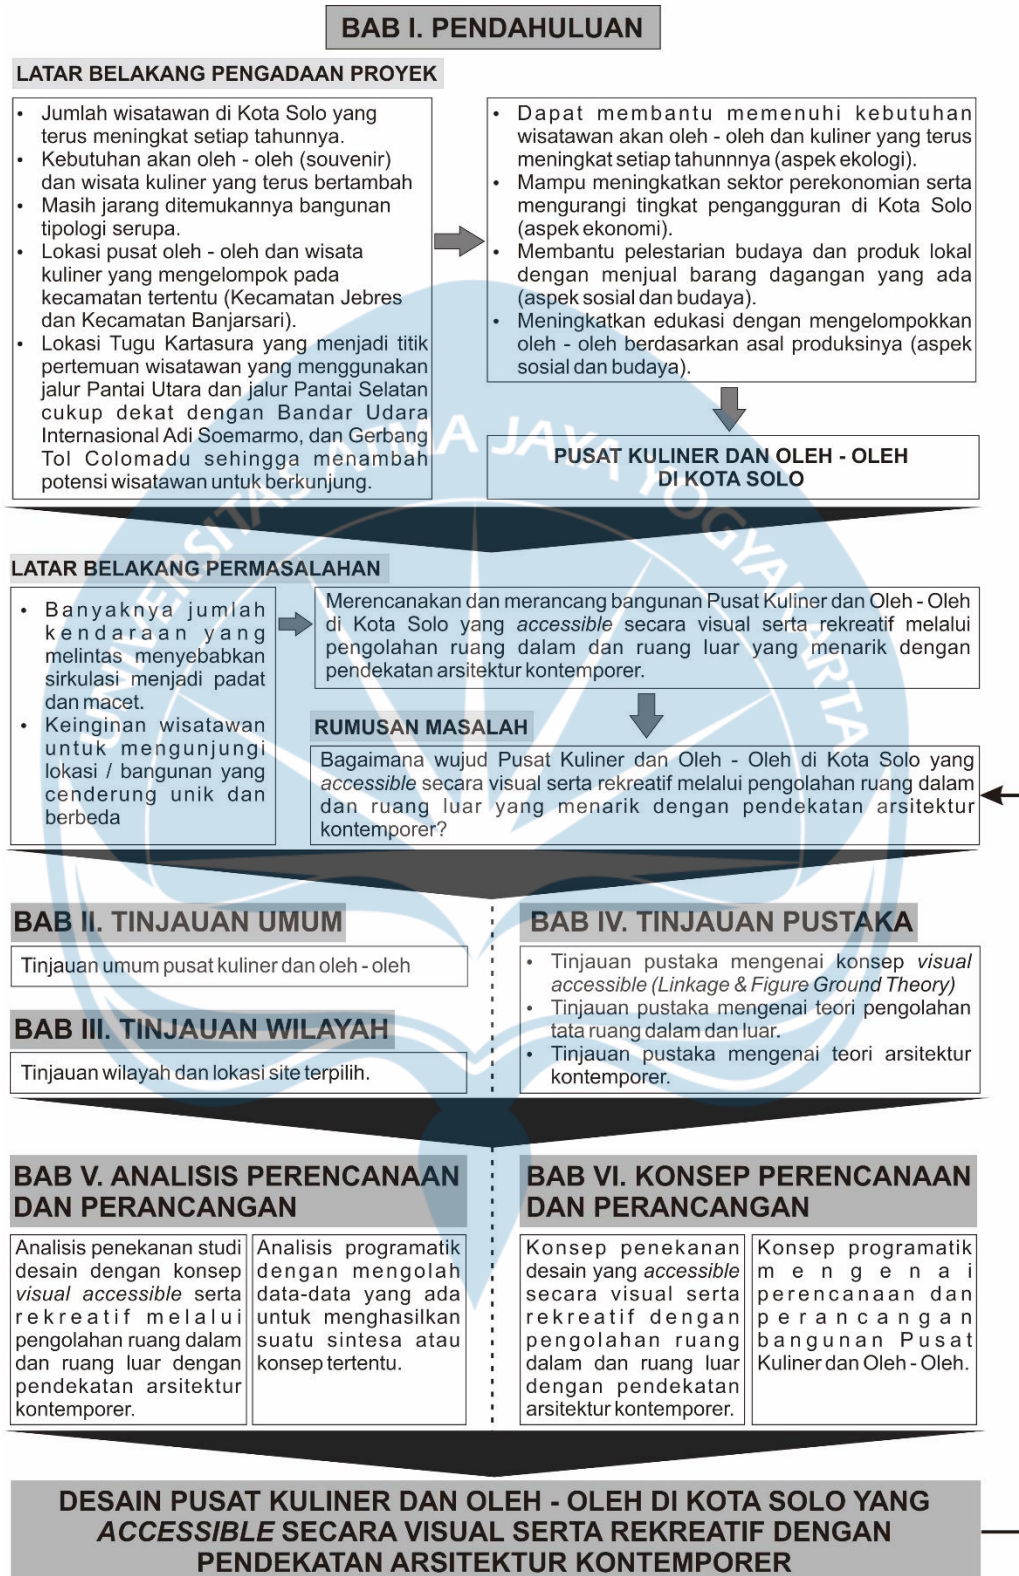 BAB I. PENDAHULUAN
LATAR BELAKANG PENGADAAN PROYEK
• Jumlah wisatawan di Kota Solo yang
terus meningkat setiap tahunnya.
• Kebutuhan akan oleh - oleh (souvenir)
dan wisata kuliner yang terus bertambah
• Masih jarang ditemukannya bangunan
tipologi serupa.
• Lokasi pusat oleh - oleh dan wisata
kuliner yang mengelompok pada
kecamatan tertentu (Kecamatan Jebres
dan Kecamatan Banjarsari).
• Lokasi Tugu Kartasura yang menjadi titik
pertemuan wisatawan yang menggunakan
jalur Pantai Utara dan jalur Pantai Selatan
cukup dekat dengan Bandar Udara
Internasional Adi Soemarmo, dan Gerbang
Tol Colomadu sehingga menambah
potensi wisatawan untuk berkunjung.
• Dapat membantu memenuhi kebutuhan
wisatawan akan oleh - oleh dan kuliner yang terus
meningkat setiap tahunnnya (aspek ekologi).
• Mampu meningkatkan sektor perekonomian serta
mengurangi tingkat pengangguran di Kota Solo
(aspek ekonomi).
• Membantu pelestarian budaya dan produk lokal
dengan menjual barang dagangan yang ada
(aspek sosial dan budaya).
• Meningkatkan edukasi dengan mengelompokkan
oleh - oleh berdasarkan asal produksinya (aspek
sosial dan budaya).
PUSAT KULINER DAN OLEH - OLEH
DI KOTA SOLO
LATAR BELAKANG PERMASALAHAN
• Banyaknya jumlah
kendaraan yang
melintas menyebabkan
sirkulasi menjadi padat
dan macet.
• Keinginan wisatawan
untuk mengunjungi
lokasi / bangunan yang
cenderung unik dan
berbeda
Merencanakan dan merancang bangunan Pusat Kuliner dan Oleh - Oleh
di Kota Solo yang accessible secara visual serta rekreatif melalui
pengolahan ruang dalam dan ruang luar yang menarik dengan
pendekatan arsitektur kontemporer.
RUMUSAN MASALAH
Bagaimana wujud Pusat Kuliner dan Oleh - Oleh di Kota Solo yang
accessible secara visual serta rekreatif melalui pengolahan ruang dalam
dan ruang luar yang menarik dengan pendekatan arsitektur
kontemporer?
BAB II. TINJAUAN UMUM
Tinjauan umum pusat kuliner dan oleh - oleh
BAB III. TINJAUAN WILAYAH
Tinjauan wilayah dan lokasi site terpilih.
BAB IV. TINJAUAN PUSTAKA
• Tinjauan pustaka mengenai konsep visual
accessible (Linkage & Figure Ground Theory)
• Tinjauan pustaka mengenai teori pengolahan
tata ruang dalam dan luar.
• Tinjauan pustaka mengenai teori arsitektur
kontemporer.
BAB V. ANALISIS PERENCANAAN
DAN PERANCANGAN
Analisis penekanan studi
desain dengan konsep
visual accessible serta
rekreatif melalui
pengolahan ruang dalam
dan ruang luar dengan
pendekatan arsitektur
kontemporer.
Analisis programatik
dengan mengolah
data-data yang ada
untuk menghasilkan
suatu sintesa atau
konsep tertentu.
BAB VI. KONSEP PERENCANAAN
DAN PERANCANGAN
Konsep penekanan
desain yang accessible
secara visual serta
rekreatif dengan
pengolahan ruang
dalam dan ruang luar
dengan pendekatan
arsitektur kontemporer.
Konsep programatik
mengenai
perencanaan dan
perancangan
bangunan Pusat
Kuliner dan Oleh - Oleh.
DESAIN PUSAT KULINER DAN OLEH - OLEH DI KOTA SOLO YANG
ACCESSIBLE SECARA VISUAL SERTA REKREATIF DENGAN
PENDEKATAN ARSITEKTUR KONTEMPORER
UNIVERSITAS ATMA JAYA YOGYAKARTA